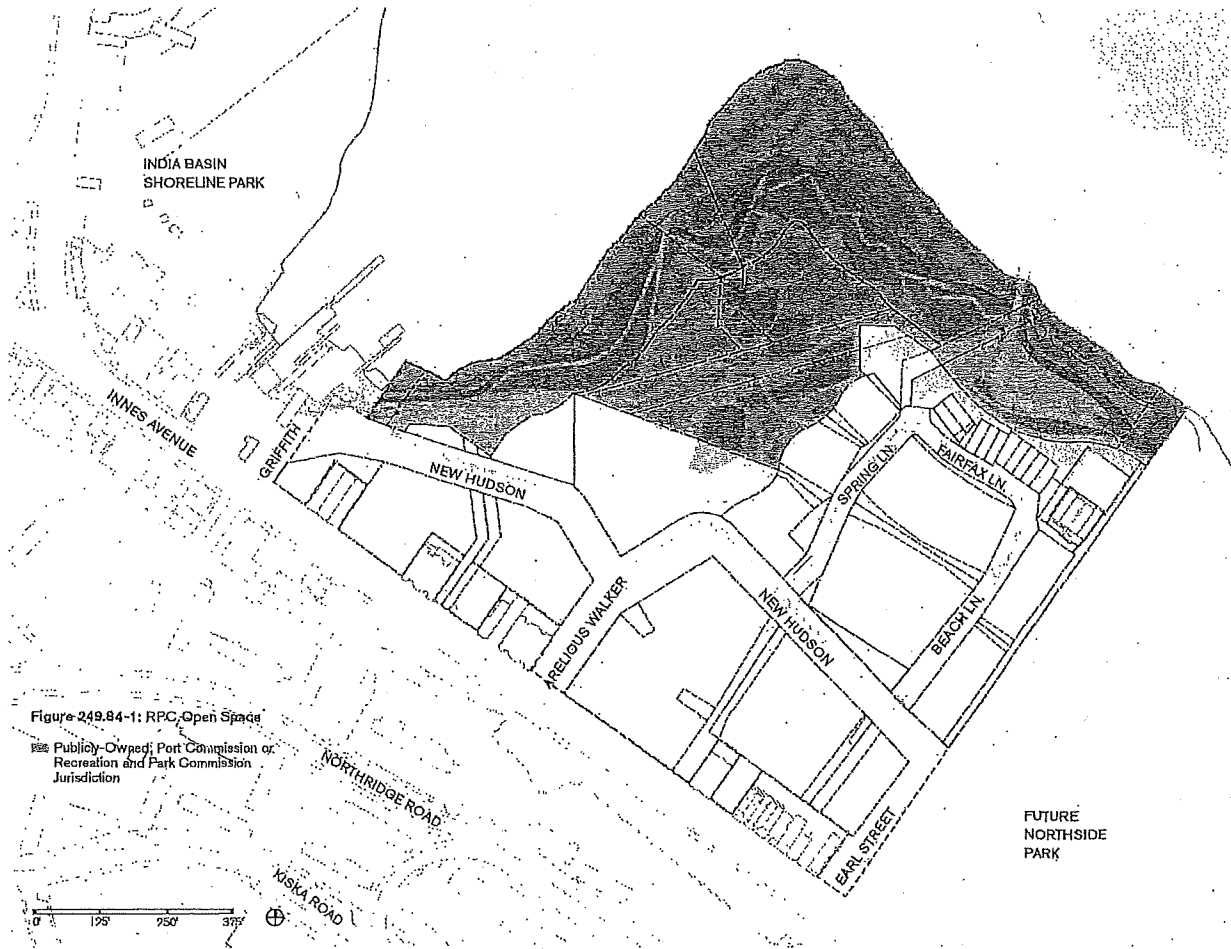 INDIA BASIN
SHORELINE PARK
INNES AVENUE
GRIFFITH
NEW HUDSON
SPRING LN.
FAIRFAX LN.
ARELIOUS WALKER
NEW HUDSON
BEACH LN.
Figure 249.84-1: RPC Open Space
Publicly-Owned; Port Commission or
Recreation and Park Commission
Jurisdiction
NORTHRIDGE ROAD
KISKA ROAD
EARL STREET
FUTURE
NORTHSIDE
PARK
0' 125' 250' 375'